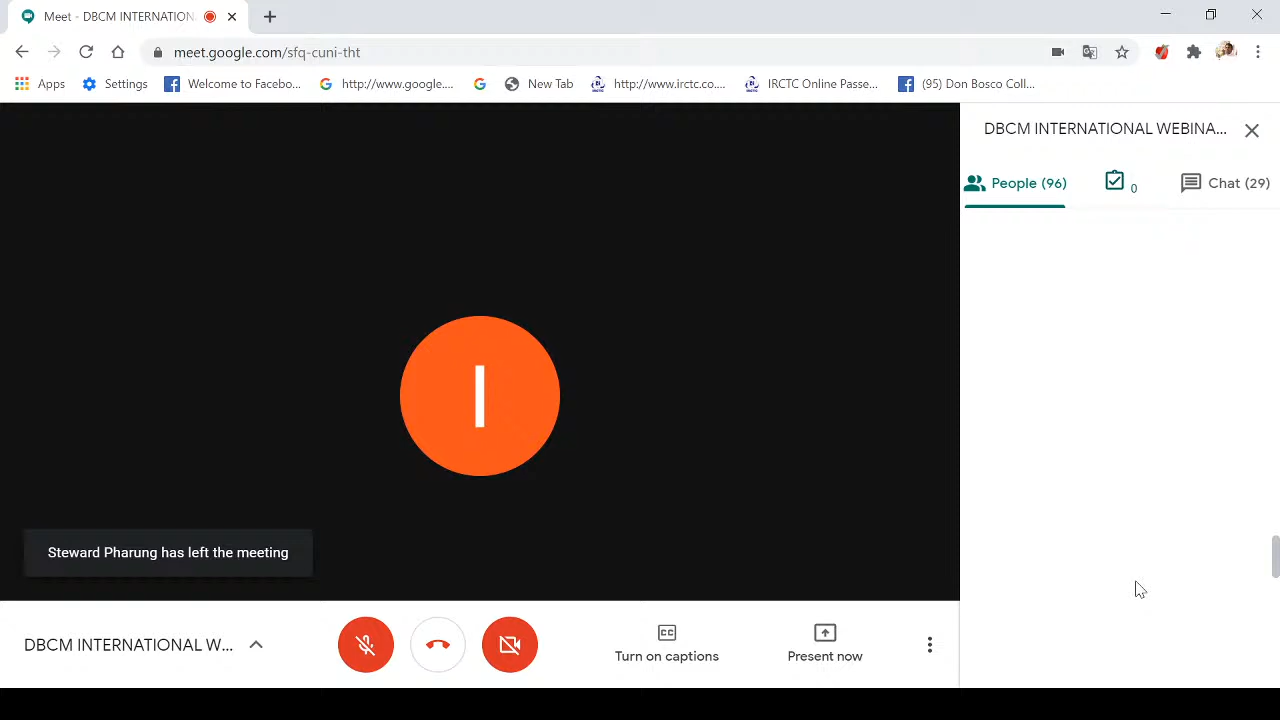 Meet - DBCM INTERNATION
meet.google.com/sfq-cuni-tht
Apps
Settings
Welcome to Facebo...
http://www.google....
New Tab
http://www.irctc.co....
IRCTC Online Passe...
(95) Don Bosco Coll...
DBCM INTERNATIONAL WEBINA...
People (96)
0
Chat (29)
I
Steward Pharung has left the meeting
DBCM INTERNATIONAL W...
CC
Turn on captions
Present now